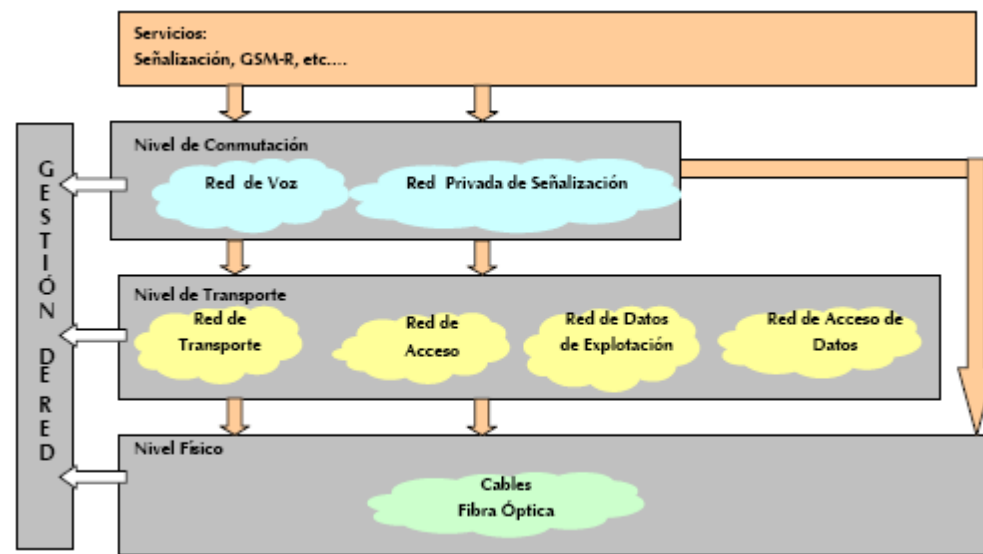 Servicios:
Señalización, GSM-R, etc....
GESTIÓN DE RED
Nivel de Conmutación
Red de Voz
Red Privada de Señalización
Nivel de Transporte
Red de
Transporte
Red de
Acceso
Red de Datos
de Explotación
Red de Acceso de
Datos
Nivel Físico
Cables
Fibra Óptica